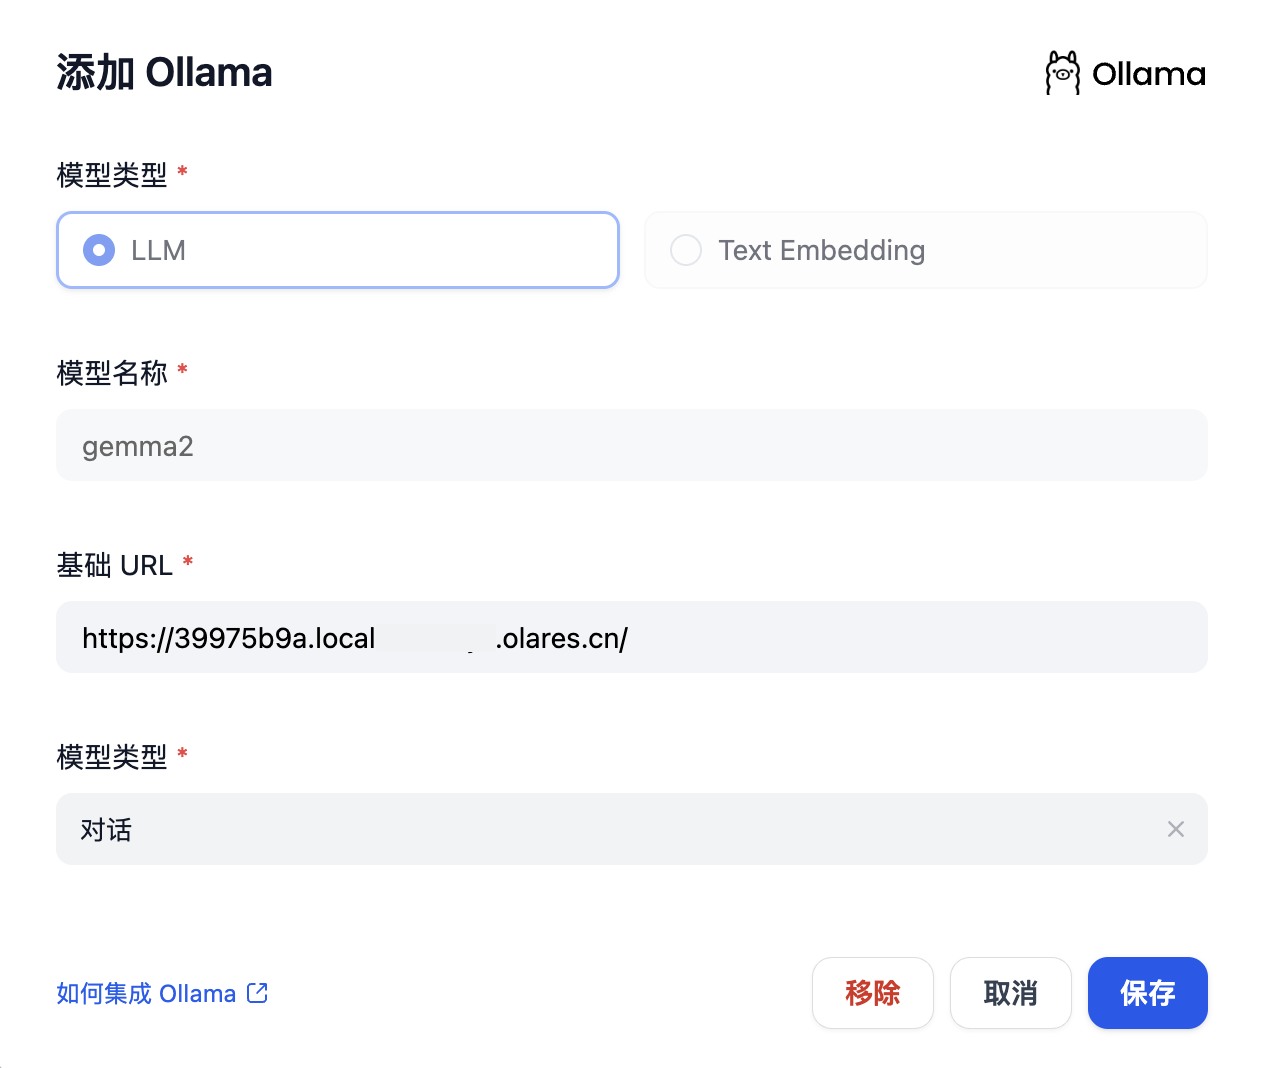 添加 Ollama
Ollama
模型类型 *
LLM
Text Embedding
模型名称 *
gemma2
基础 URL *
https://39975b9a.local .olares.cn/
模型类型 *
对话
如何集成 Ollama
移除
取消
保存